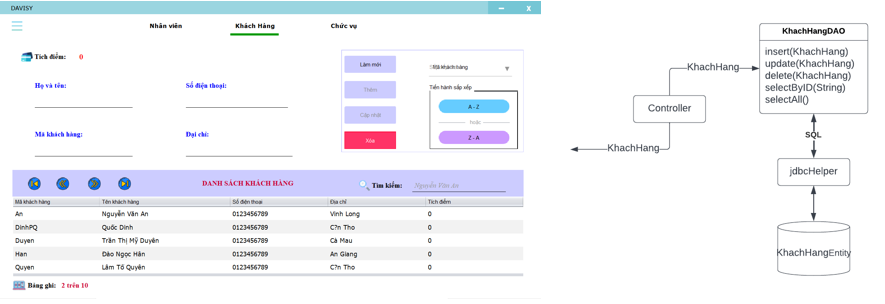 DAVISY
Nhân viên Khách Hàng Chức vụ
Tích điểm: 0
Họ và tên: Số điện thoại:
Mã khách hàng: Đại chỉ:
Làm mới
Thêm
Cập nhật
Xóa
Mã khách hàng
Tiến hành sắp xếp
A - Z
hoặc
Z - A
DANH SÁCH KHÁCH HÀNG Tìm kiếm: Nguyễn Văn An
Mã khách hàng Tên khách hàng Số điện thoại Địa chỉ Tích điểm
An Nguyễn Văn An 0123456789 Vinh Long 0
DinhPQ Quốc Dinh 0123456789 C?n Tho 0
Duyen Trần Thị Mỹ Duyên 0123456789 Cà Mau 0
Han Đào Ngọc Hân 0123456789 An Giang 0
Quyen Lâm Tố Quyên 0123456789 C?n Tho 0
Bảng ghi: 2 trên 10
KhachHangDAO
insert(KhachHang)
update(KhachHang)
delete(KhachHang)
selectByID(String)
selectAll()
KhachHang
Controller
KhachHang
SQL
jdbcHelper
KhachHangEntity